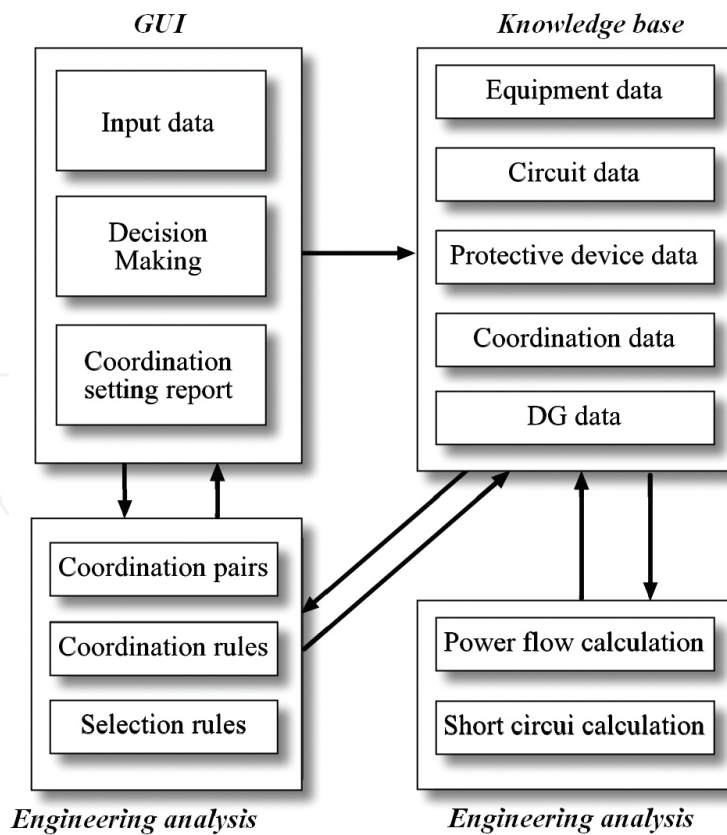 GUI
Input data
Decision
Making
Coordination
setting report
Knowledge base
Equipment data
Circuit data
Protective device data
Coordination data
DG data
Coordination pairs
Coordination rules
Selection rules
Engineering analysis
Power flow calculation
Short circui calculation
Engineering analysis